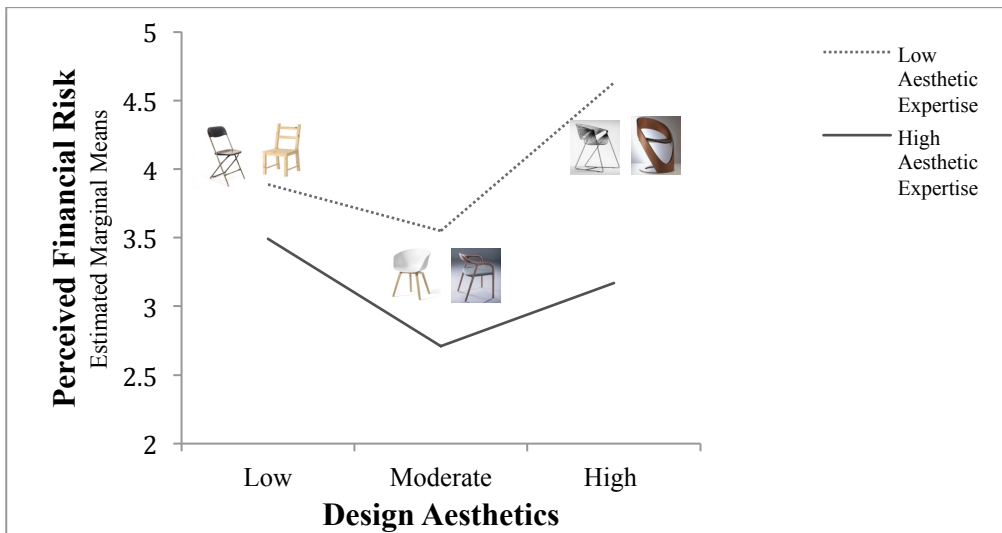 5
4.5
4
3.5
3
2.5
2
Perceived Financial Risk
Estimated Marginal Means
Low
Moderate
High
Design Aesthetics
Low
Aesthetic
Expertise
High
Aesthetic
Expertise